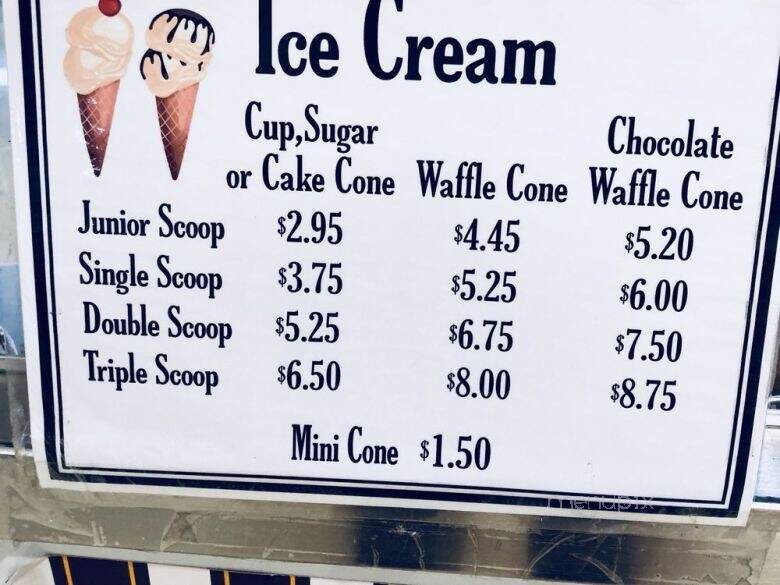 Ice Cream
Cup, Sugar or Cake Cone Waffle Cone Chocolate Waffle Cone
Junior Scoop $2.95 $4.45 $5.20
Single Scoop $3.75 $5.25 $6.00
Double Scoop $5.25 $6.75 $7.50
Triple Scoop $6.50 $8.00 $8.75
Mini Cone $1.50
menupix